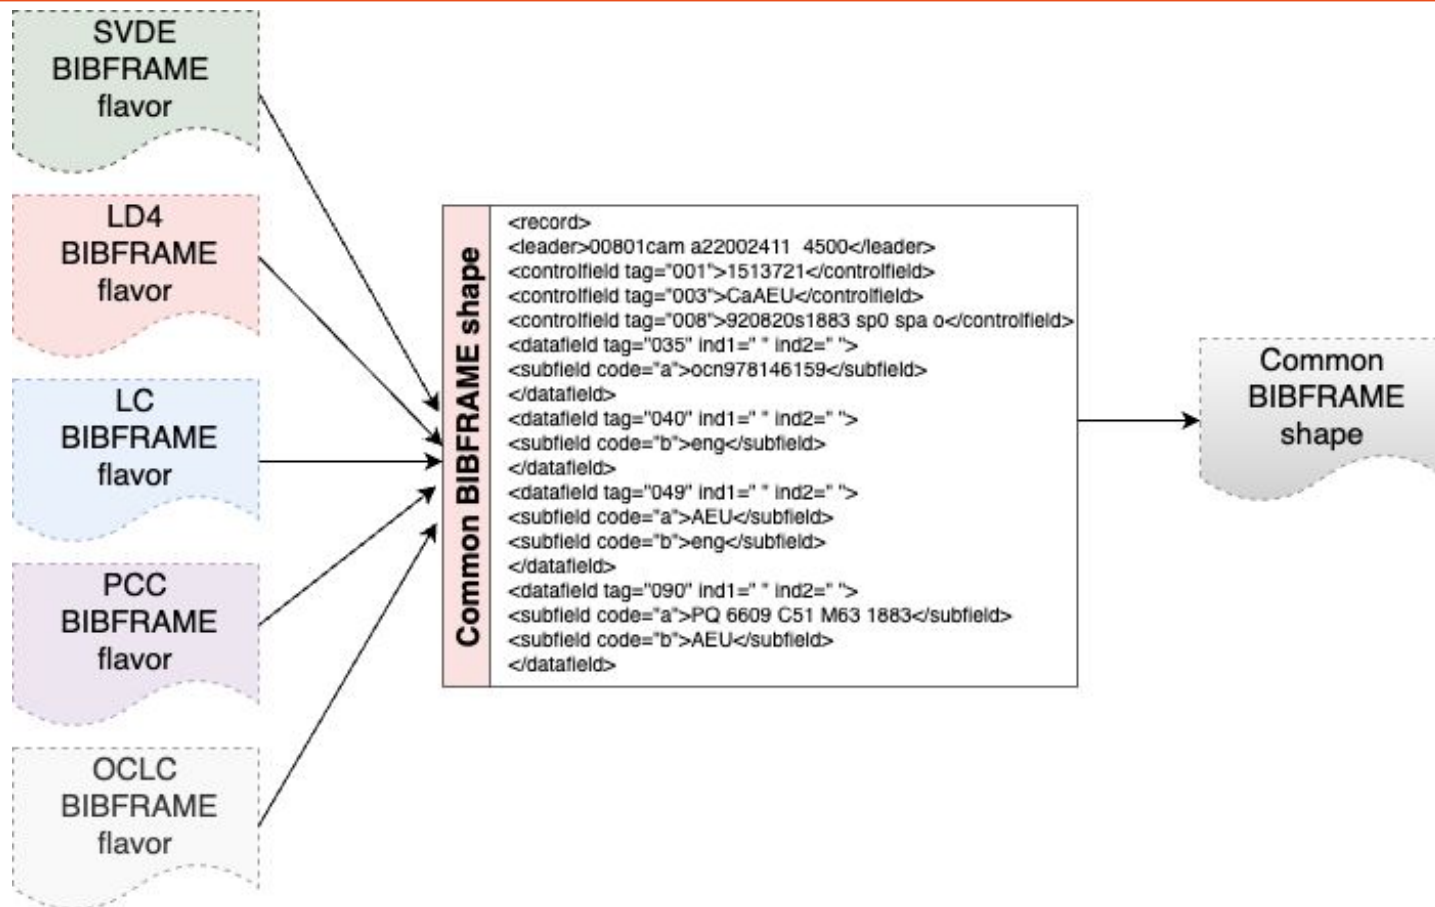 SVDE
BIBFRAME
flavor
LD4
BIBFRAME
flavor
LC
BIBFRAME
flavor
PCC
BIBFRAME
flavor
OCLC
BIBFRAME
flavor
Common BIBFRAME shape
<record>
<leader>00801cam a22002411  4500</leader>
<controlfield tag="001">1513721</controlfield>
<controlfield tag="003">CaAEU</controlfield>
<controlfield tag="008">920820s1883 sp0 spa o</controlfield>
<datafield tag="035" ind1=" " ind2=" ">
<subfield code="a">ocn978146159</subfield>
</datafield>
<datafield tag="040" ind1=" " ind2=" ">
<subfield code="b">eng</subfield>
</datafield>
<datafield tag="049" ind1=" " ind2=" ">
<subfield code="a">AEU</subfield>
<subfield code="b">eng</subfield>
</datafield>
<datafield tag="090" ind1=" " ind2=" ">
<subfield code="a">PQ 6609 C51 M63 1883</subfield>
<subfield code="b">AEU</subfield>
</datafield>
Common
BIBFRAME
shape